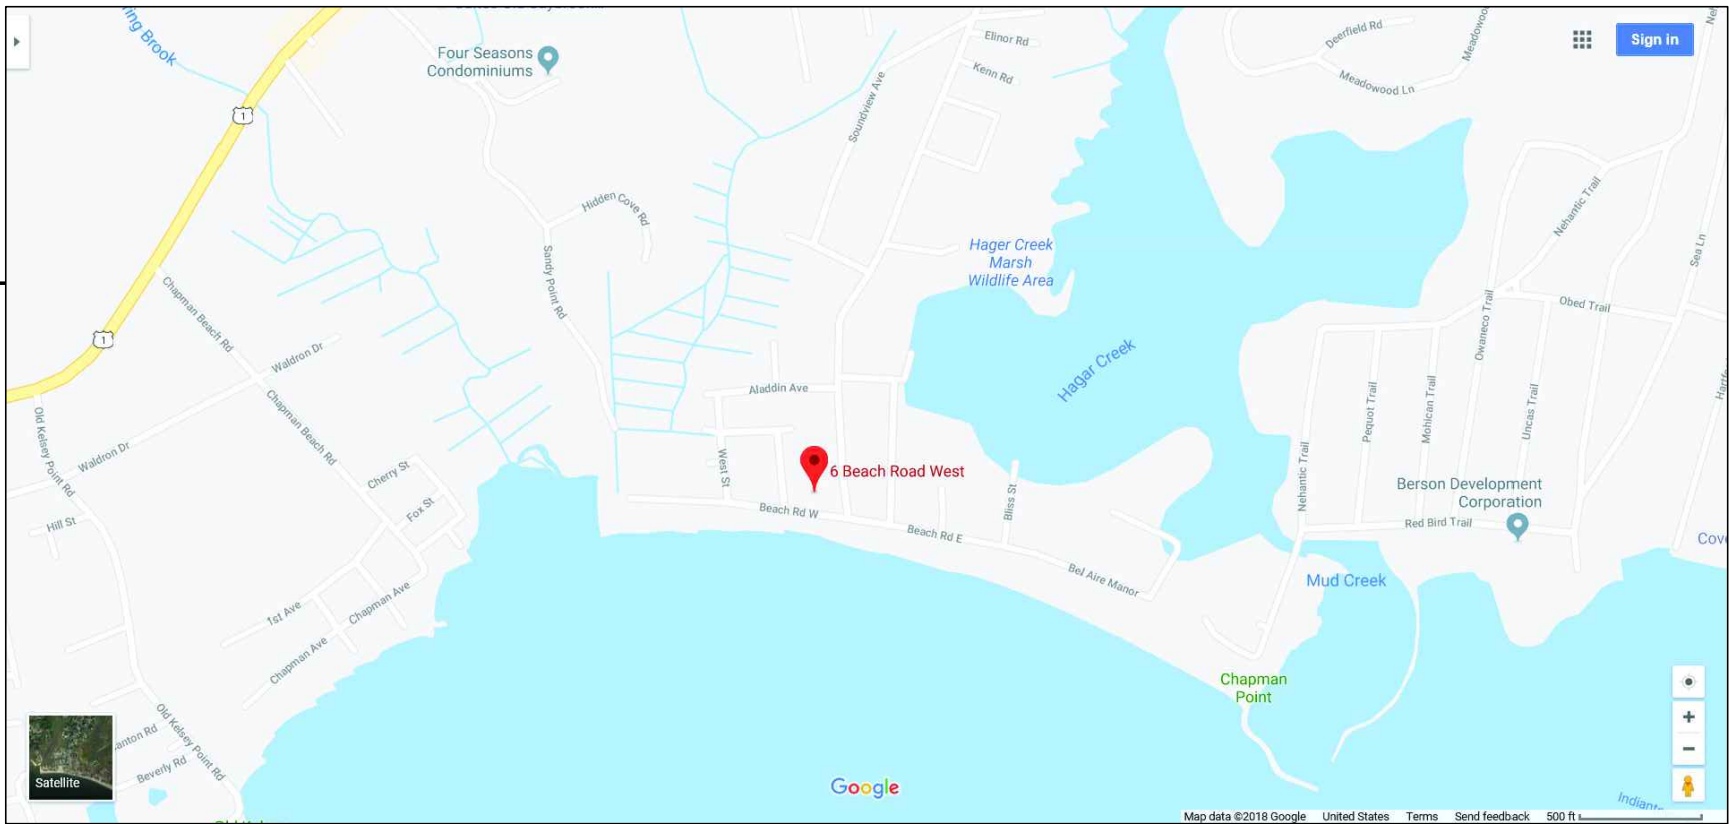 Four Seasons
Condominiums
Elinor Rd
Kenn Rd
Deerfield Rd
Meadowood Ln
Sign in
1
Soundview Ave
Hidden Cove Rd
Sandy Point Rd
Hager Creek
Marsh
Wildlife Area
Nehantic Trail
Sea Ln
Obed Trail
Owaneco Trail
1
Chapman Beach Rd
Waldron Dr
Hagar Creek
Aladdin Ave
Pequot Trail
Mohican Trail
Uncas Trail
Chapman Beach Rd
Old Kelsey Point Rd
Waldron Dr
Cherry St
Fox St
West St
6 Beach Road West
Nehantic Trail
Berson Development
Corporation
Hill St
Beach Rd W
Beach Rd E
Bliss St
Red Bird Trail
Bel Aire Manor
Mud Creek
1st Ave
Chapman Ave
Chapman Ave
Chapman
Point
Old Kelsey Point Rd
Beverly Rd
Satellite
Google
Map data ©2018 Google United States Terms Send feedback 500 ft